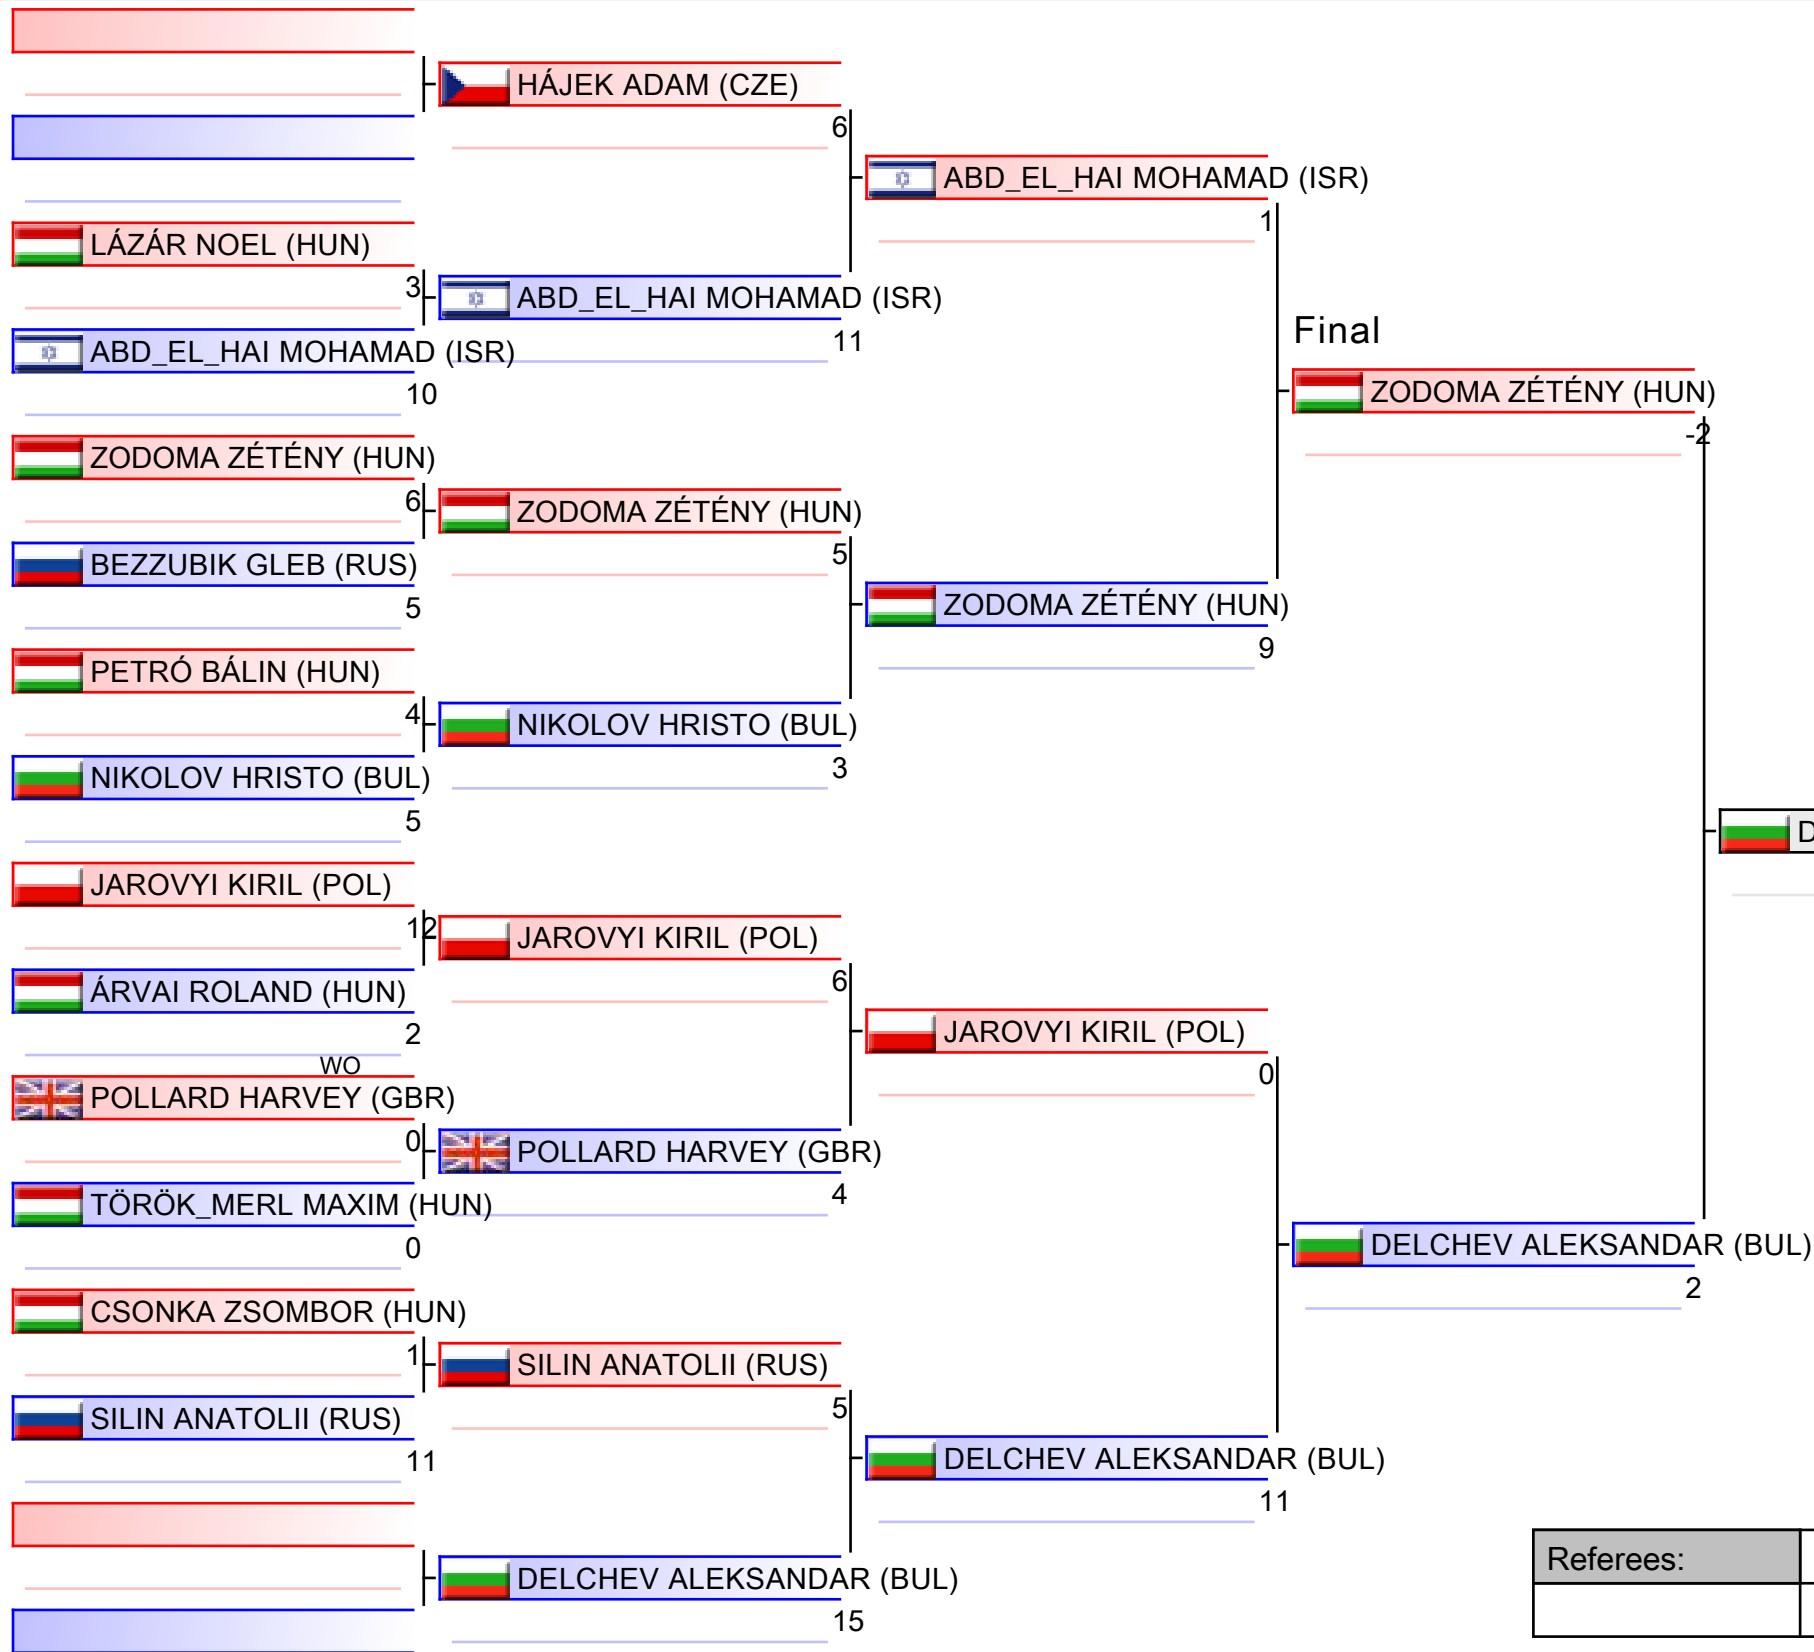 HÁJEK ADAM (CZE)
6
ABD_EL_HAI MOHAMAD (ISR)
1
LÁZÁR NOEL (HUN)
3
ABD_EL_HAI MOHAMAD (ISR)
11
ABD_EL_HAI MOHAMAD (ISR)
10
Final
ZODOMA ZÉTÉNY (HUN)
-2
ZODOMA ZÉTÉNY (HUN)
6
ZODOMA ZÉTÉNY (HUN)
5
BEZZUBIK GLEB (RUS)
5
ZODOMA ZÉTÉNY (HUN)
9
PETRÓ BÁLIN (HUN)
4
NIKOLOV HRISTO (BUL)
3
NIKOLOV HRISTO (BUL)
5
D
JAROVYI KIRIL (POL)
12
JAROVYI KIRIL (POL)
6
ÁRVAI ROLAND (HUN)
2
JAROVYI KIRIL (POL)
0
WO
POLLARD HARVEY (GBR)
0
POLLARD HARVEY (GBR)
4
TÖRÖK_MERL MAXIM (HUN)
0
DELCHEV ALEKSANDAR (BUL)
2
CSONKA ZSOMBOR (HUN)
1
SILIN ANATOLII (RUS)
5
SILIN ANATOLII (RUS)
11
DELCHEV ALEKSANDAR (BUL)
11
DELCHEV ALEKSANDAR (BUL)
15
Referees: